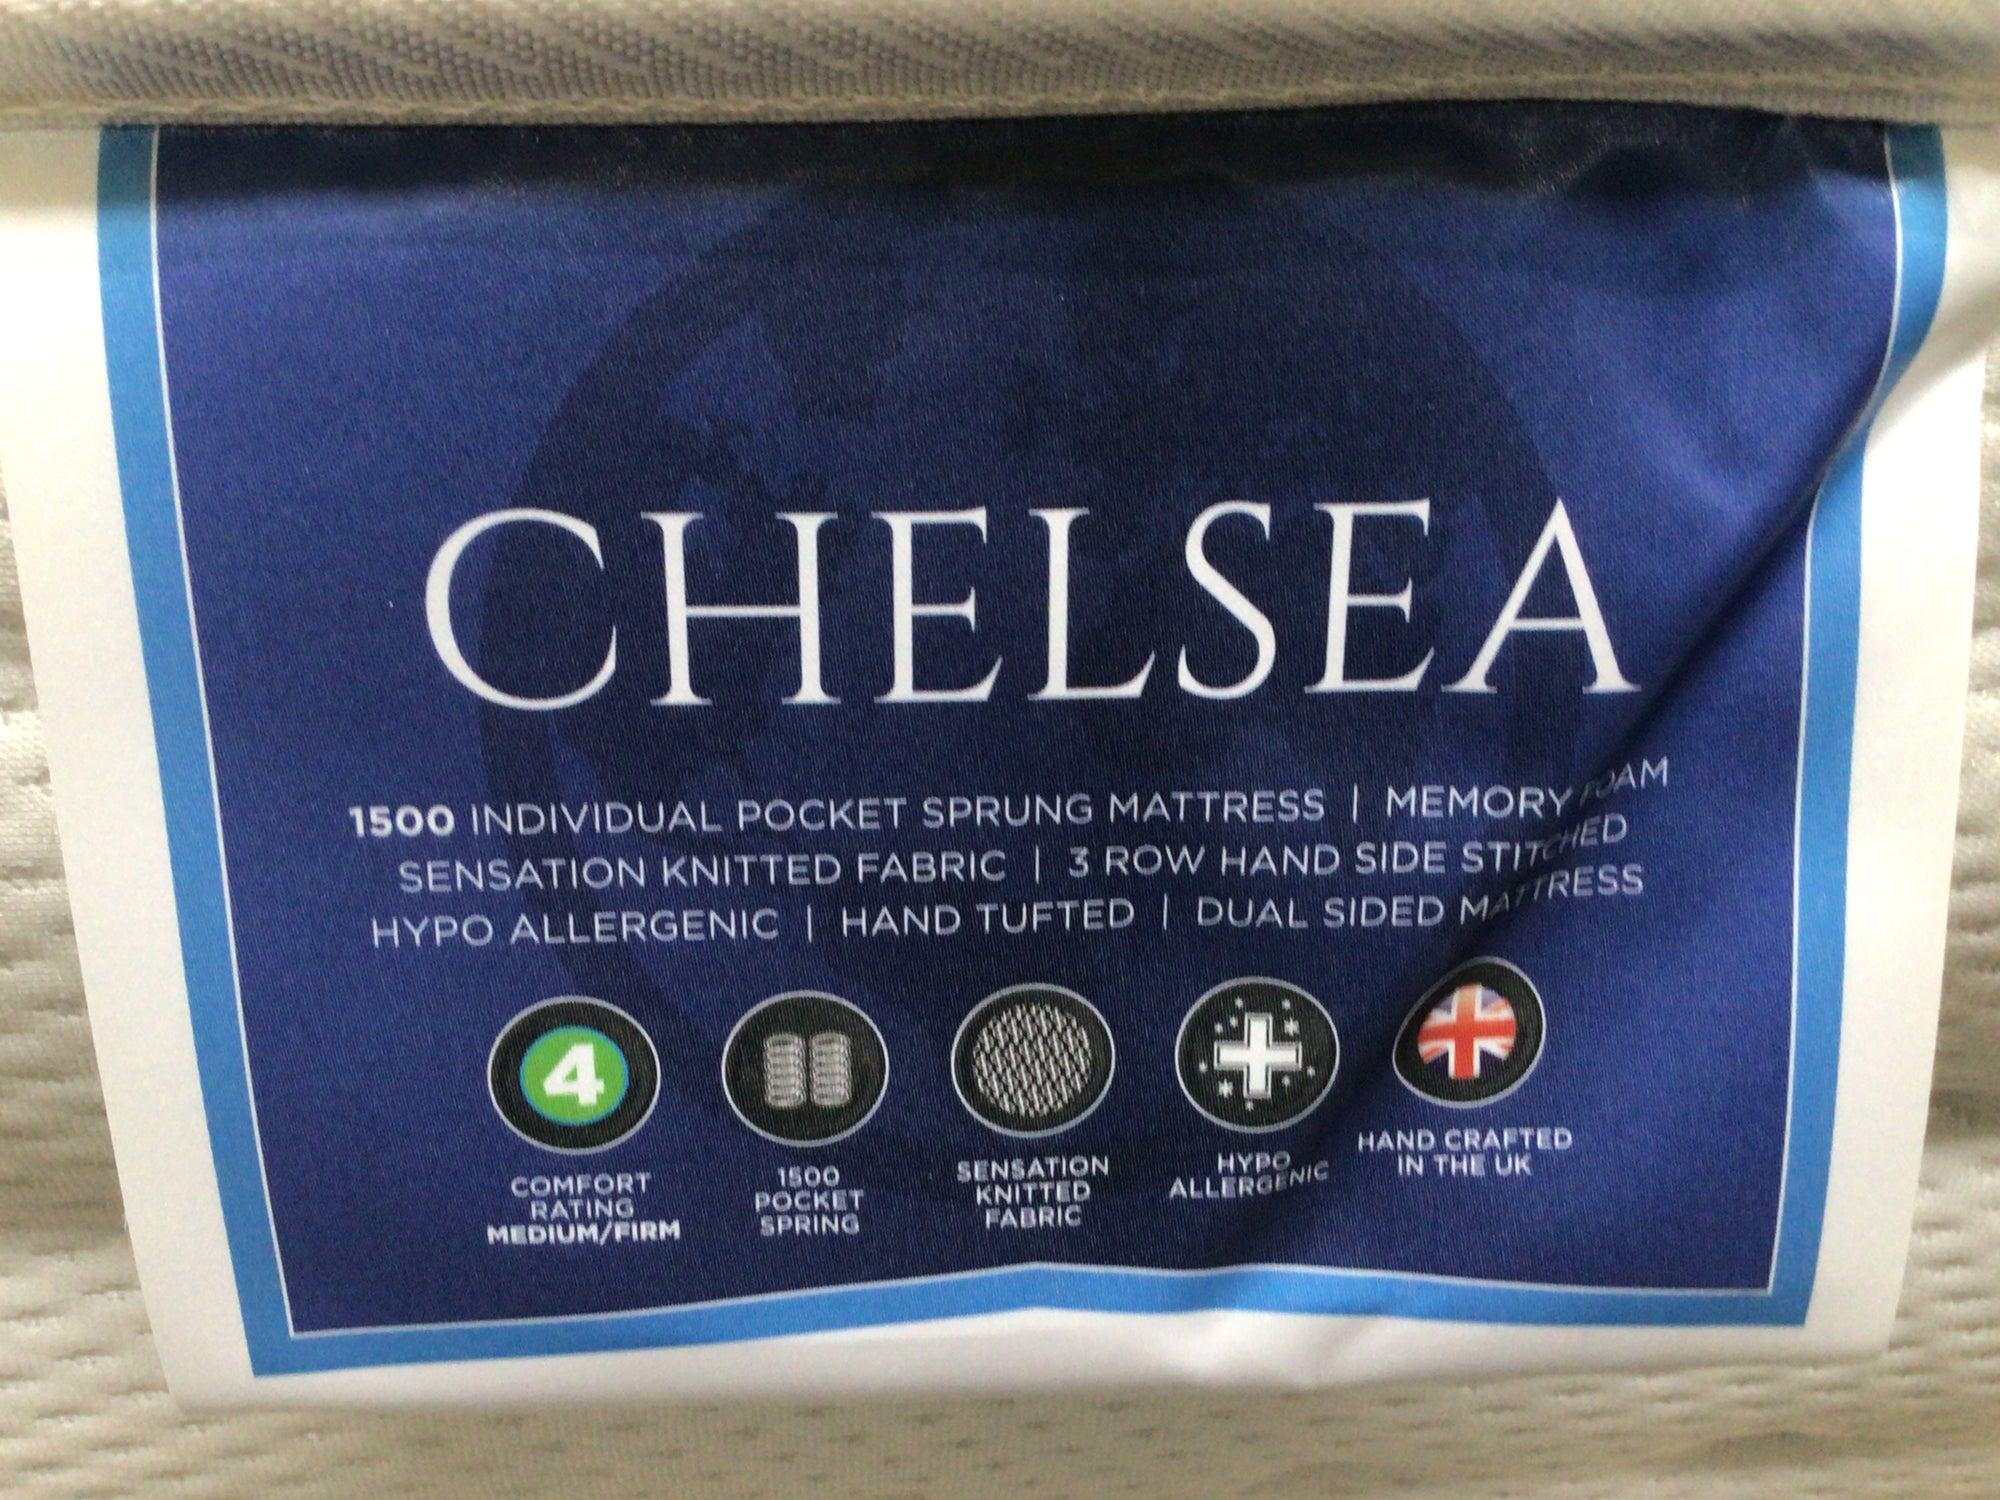 CHELSEA
1500 INDIVIDUAL POCKET SPRUNG MATTRESS | MEMORY FOAM
SENSATION KNITTED FABRIC | 3 ROW HAND SIDE STITCHED
HYPO ALLERGENIC | HAND TUFTED | DUAL SIDED MATTRESS
4
COMFORT
RATING
MEDIUM/FIRM
1500
POCKET
SPRING
SENSATION
KNITTED
FABRIC
HYPO
ALLERGENIC
HAND CRAFTED
IN THE UK